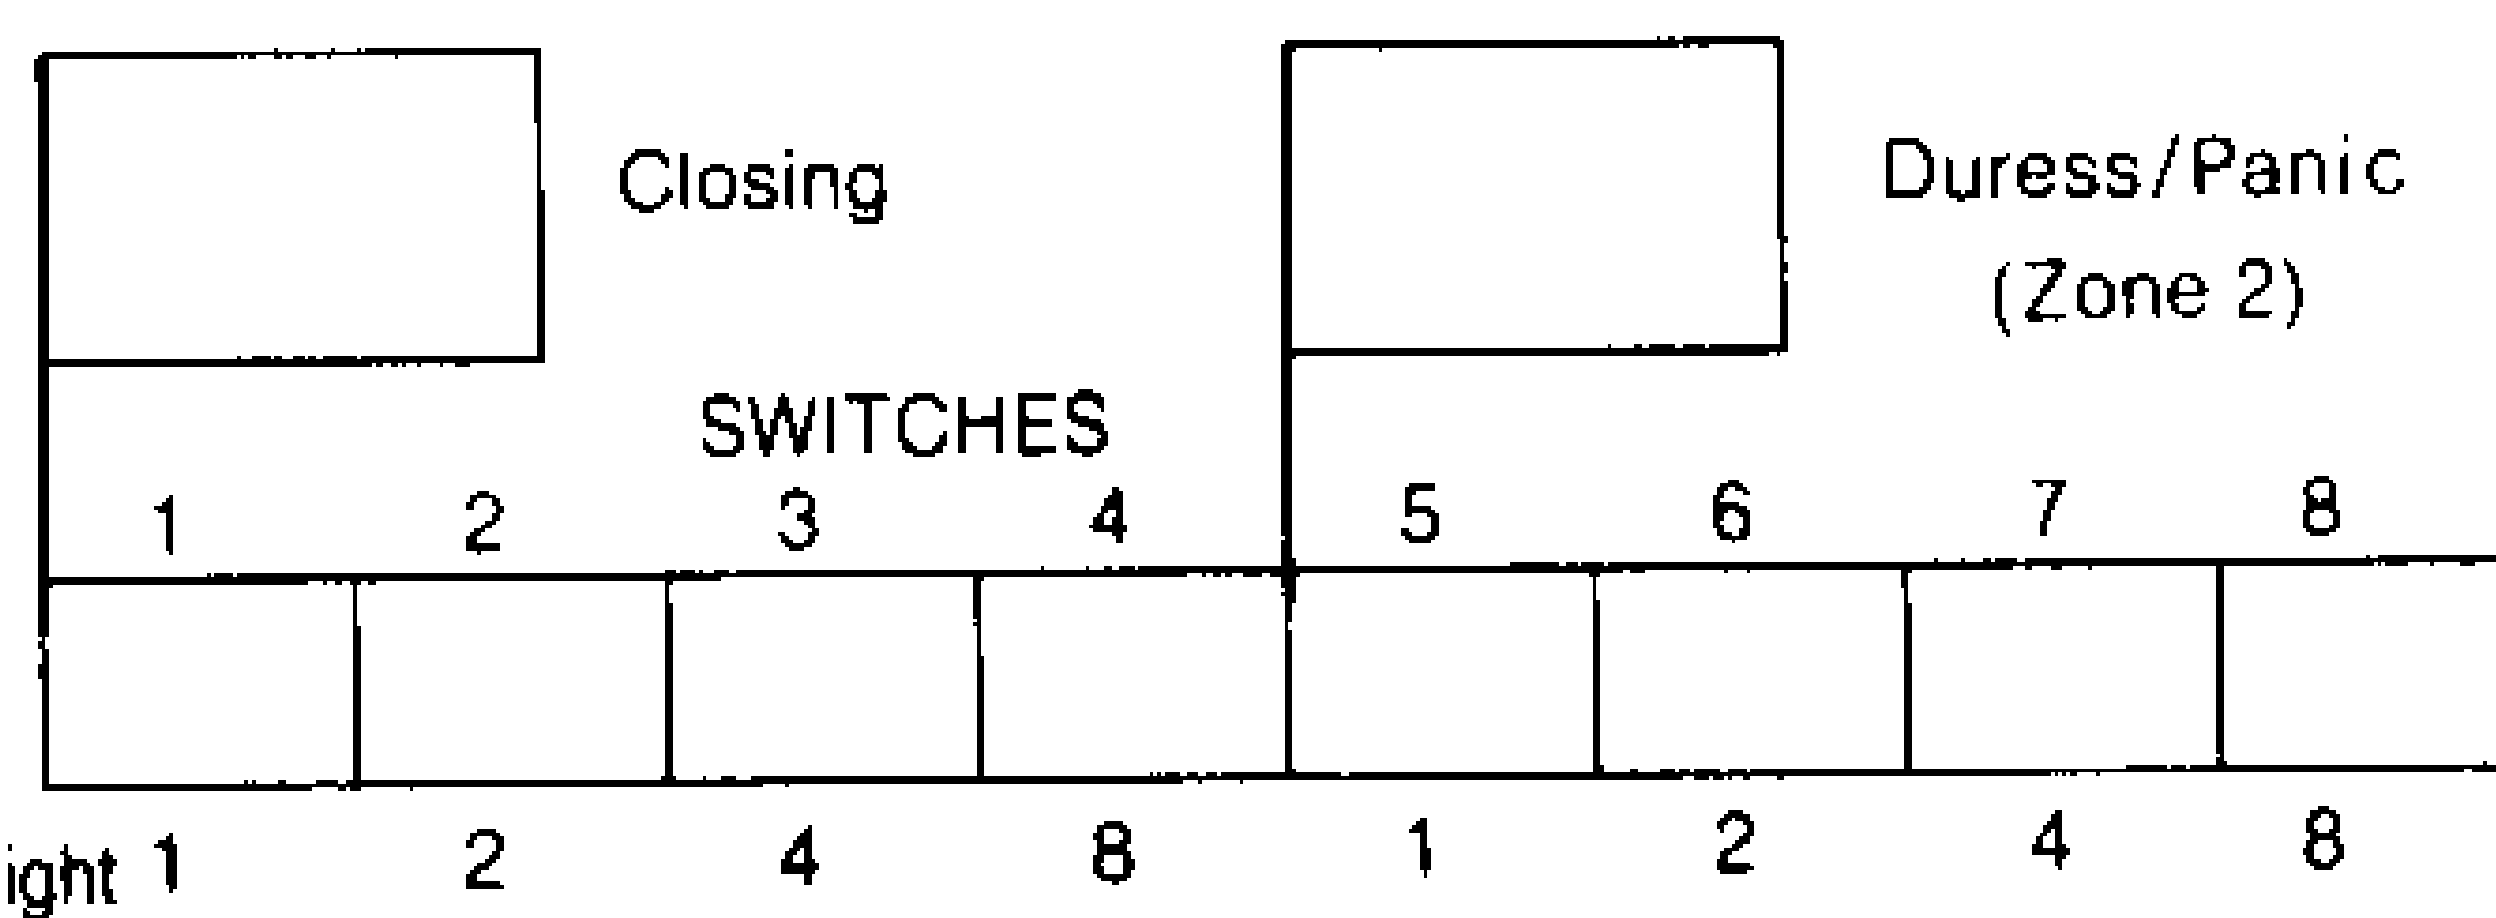 Closing
Duress/Panic
(Zone 2)
SWITCHES
1 2 3 4 5 6 7 8
ight 1 2 4 8 1 2 4 8